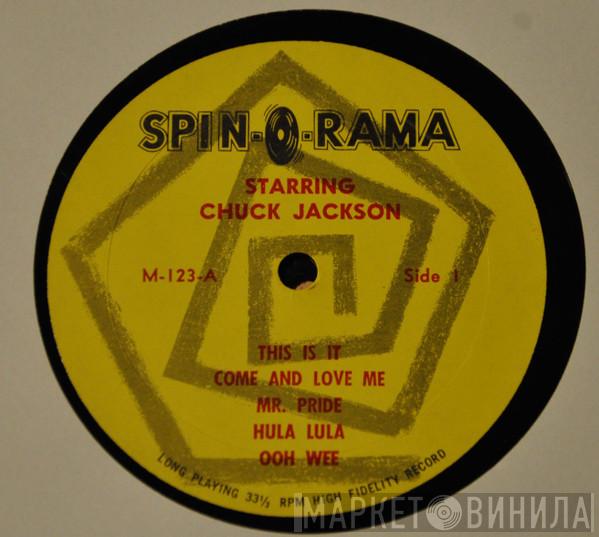 SPIN-O-RAMA
STARRING
CHUCK JACKSON
M-123-A
Side 1
THIS IS IT
COME AND LOVE ME
MR. PRIDE
HULA LULA
OOH WEE
LONG PLAYING 33⅓ RPM HIGH FIDELITY RECORD
МАРКЕТ ВИНИЛА